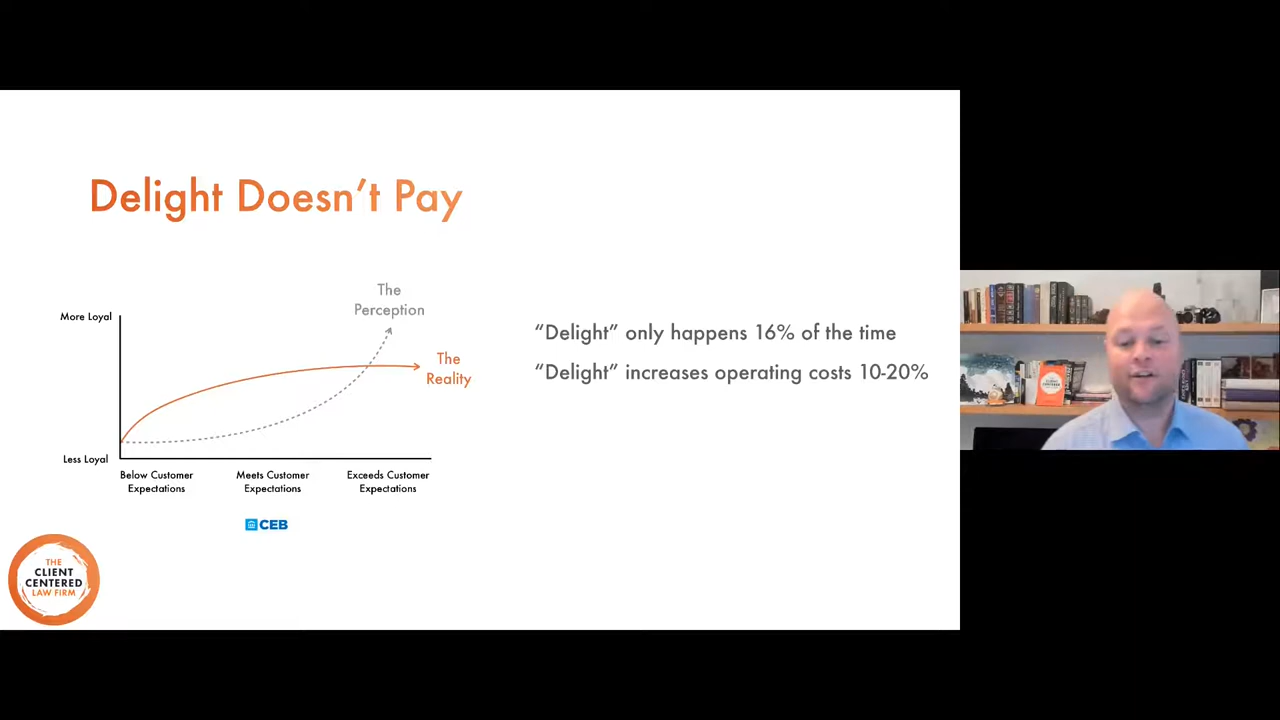 Delight Doesn’t Pay
The
Perception
More Loyal
The
Reality
Less Loyal
Below Customer
Expectations
Meets Customer
Expectations
Exceeds Customer
Expectations
CEB
“Delight” only happens 16% of the time
“Delight” increases operating costs 10-20%
THE
CLIENT
CENTERED
LAW FIRM
CLIENT
CENTERED